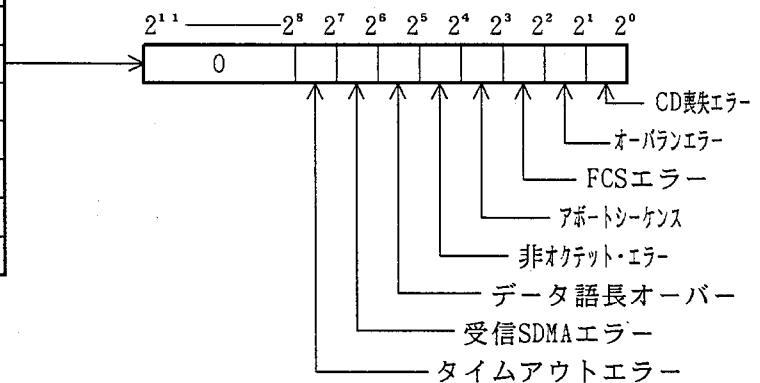 2¹¹ 2⁸ 2⁷ 2⁶ 2⁵ 2⁴ 2³ 2² 2¹ 2⁰
0
CD喪失エラー
オーバランエラー
FCSエラー
アボートシーケンス
非オクテット・エラー
データ語長オーバー
受信SDMAエラー
タイムアウトエラー